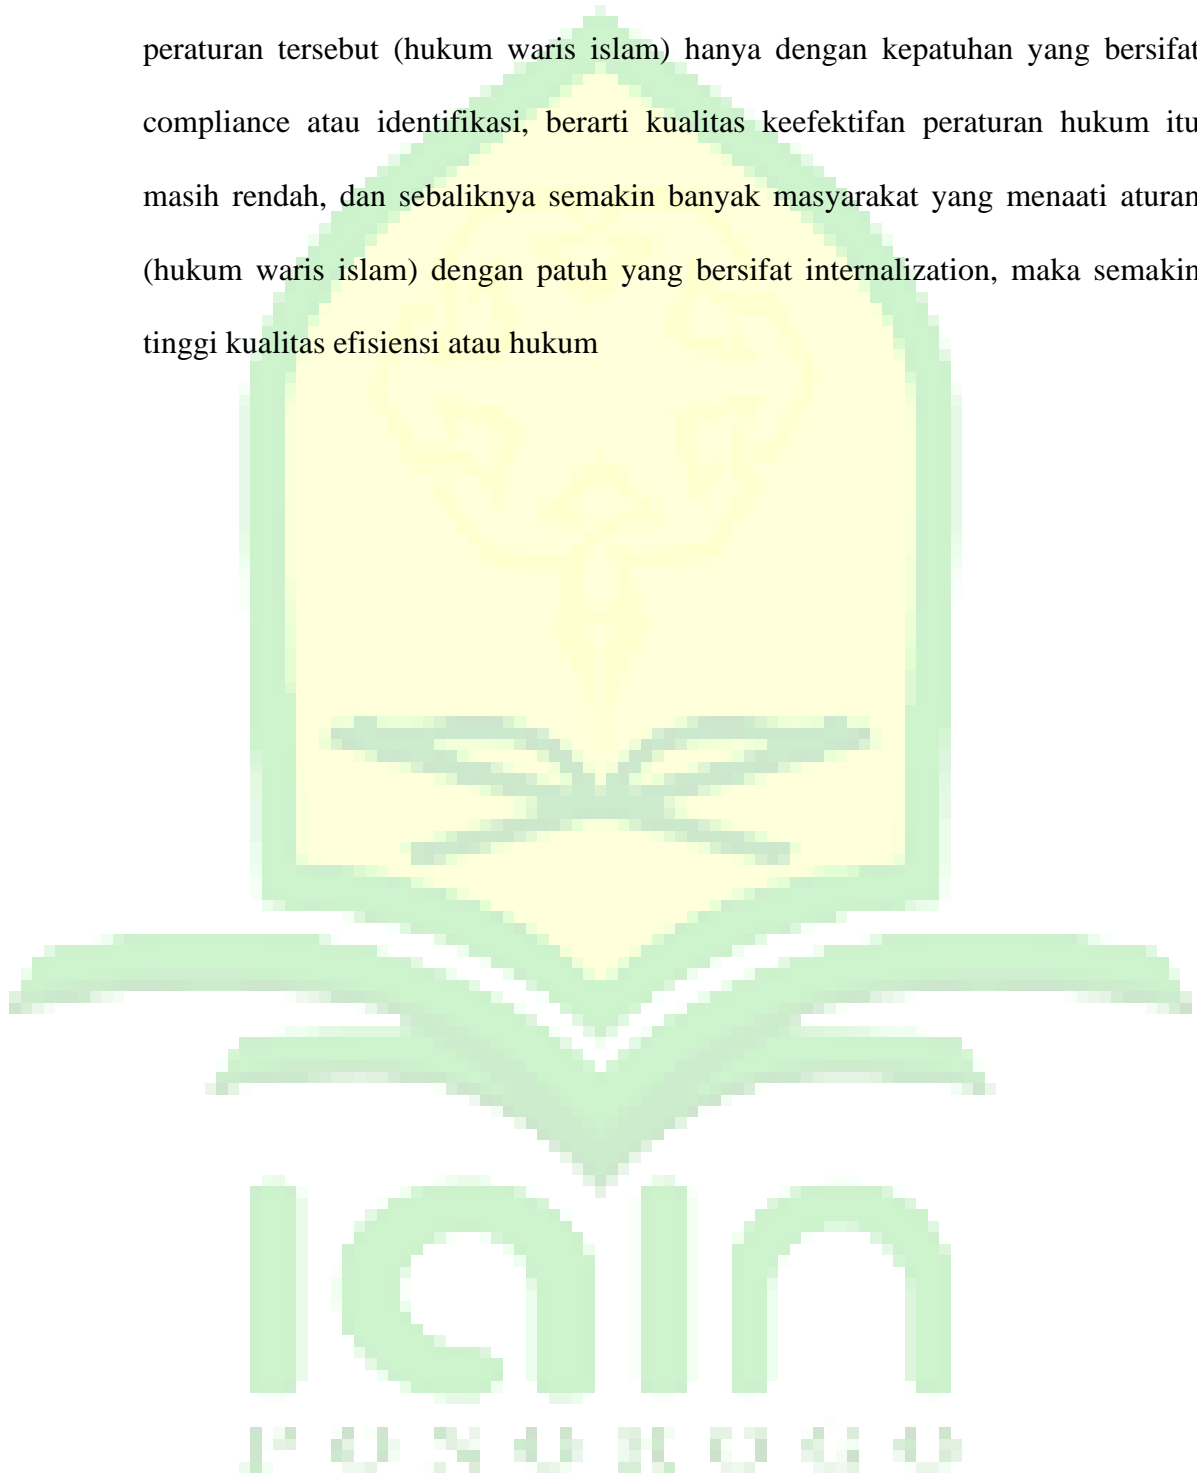 peraturan tersebut (hukum waris islam) hanya dengan kepatuhan yang bersifat
compliance atau identifikasi, berarti kualitas keefektifan peraturan hukum itu
masih rendah, dan sebaliknya semakin banyak masyarakat yang menaati aturan
(hukum waris islam) dengan patuh yang bersifat internalization, maka semakin
tinggi kualitas efisiensi atau hukum
iain
PONOROGO